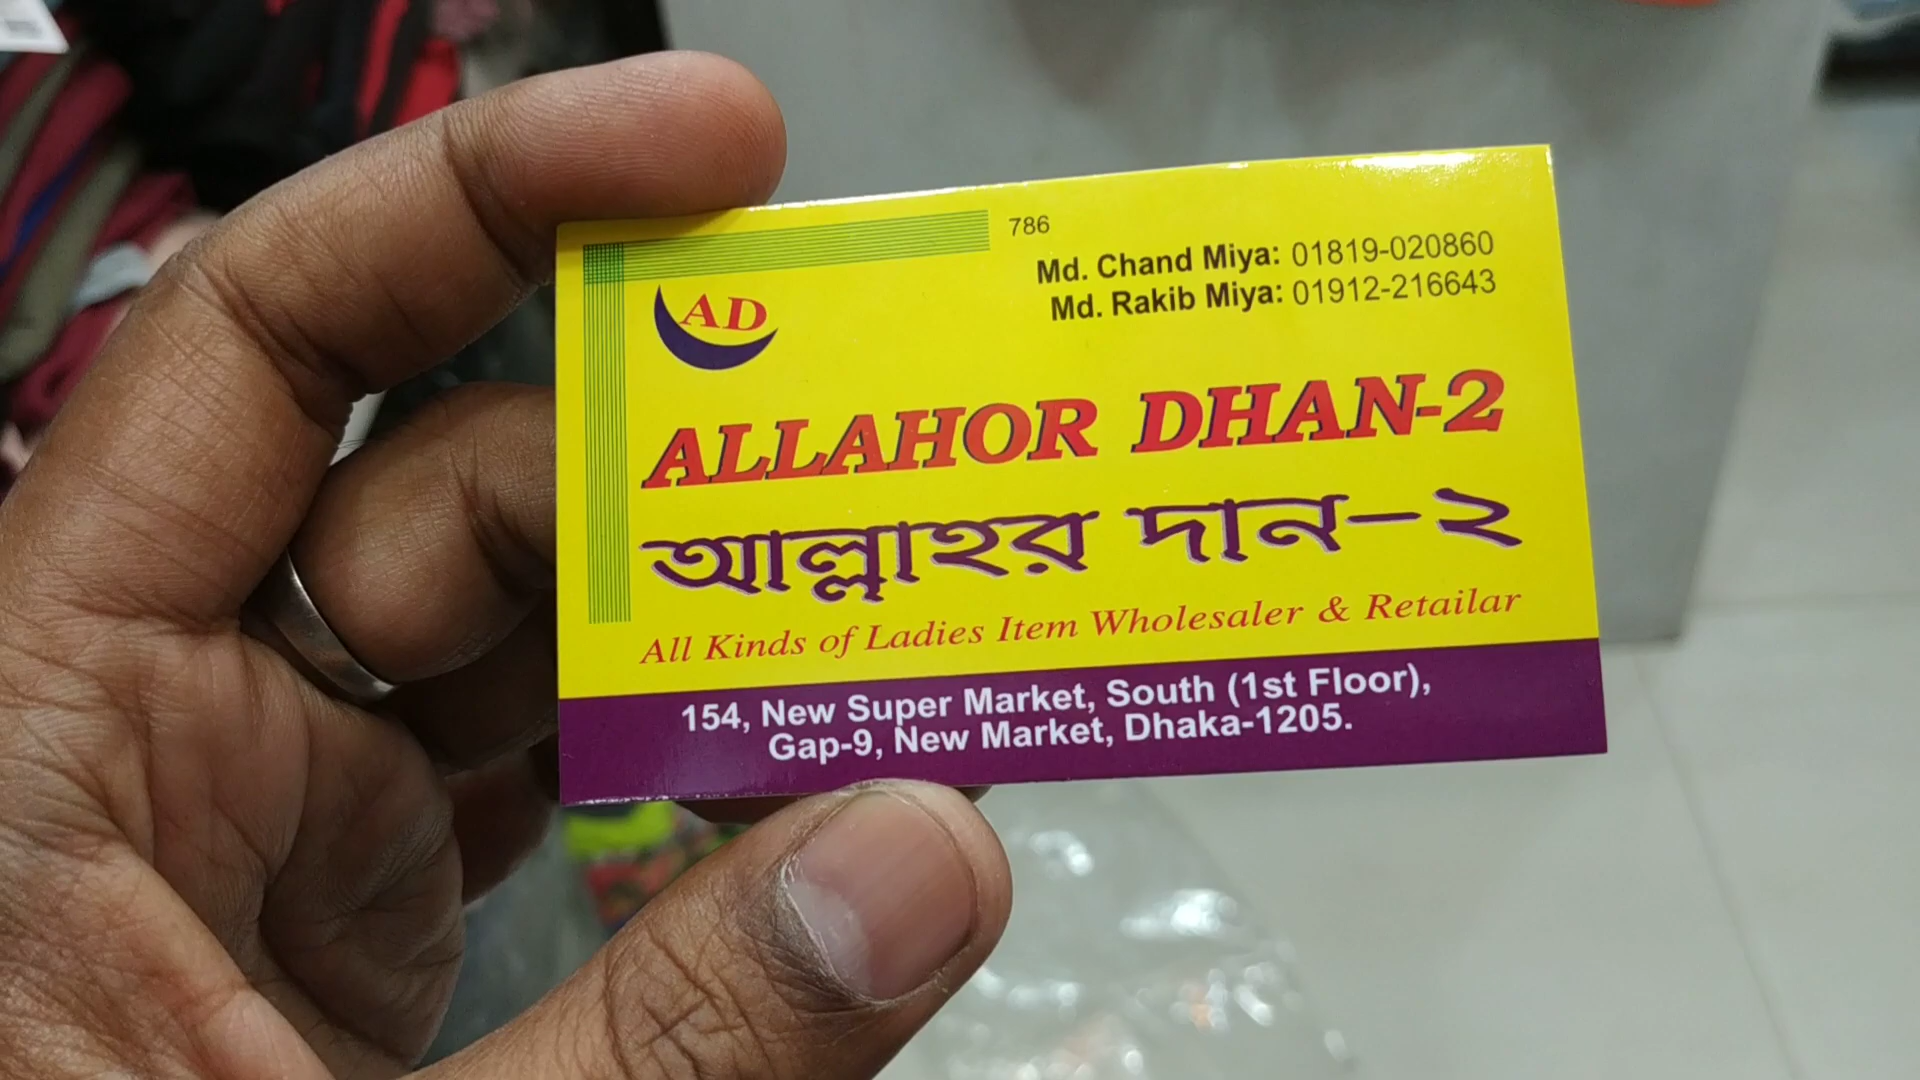 786
Md. Chand Miya: 01819-020860
Md. Rakib Miya: 01912-216643
AD
ALLAHOR DHAN-2
আল্লাহর দান-২
All Kinds of Ladies Item Wholesaler & Retailar
154, New Super Market, South (1st Floor),
Gap-9, New Market, Dhaka-1205.